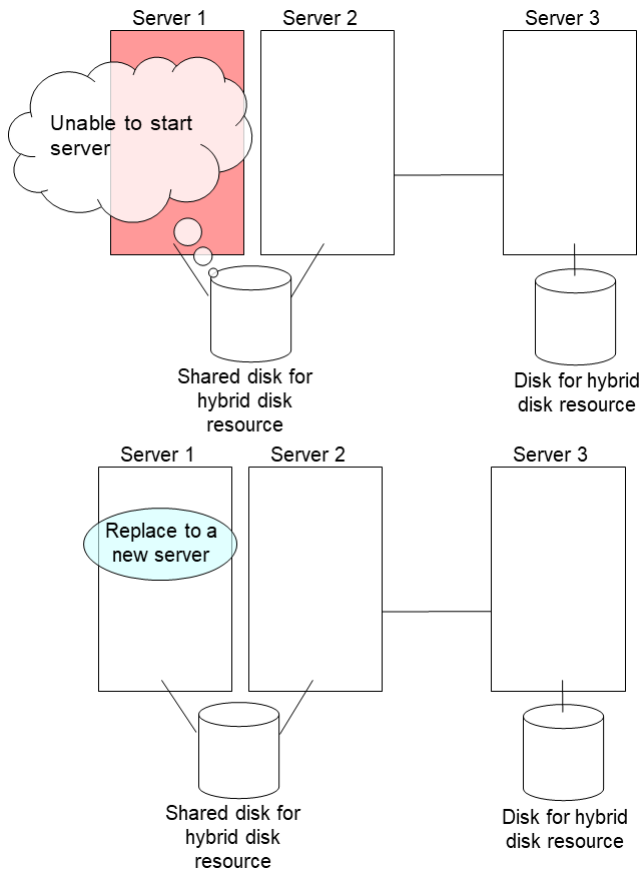 Server 1
Server 2
Server 3
Unable to start
server
Shared disk for
hybrid disk
resource
Disk for hybrid
disk resource
Server 1
Server 2
Server 3
Replace to a
new server
Shared disk for
hybrid disk
resource
Disk for hybrid
disk resource